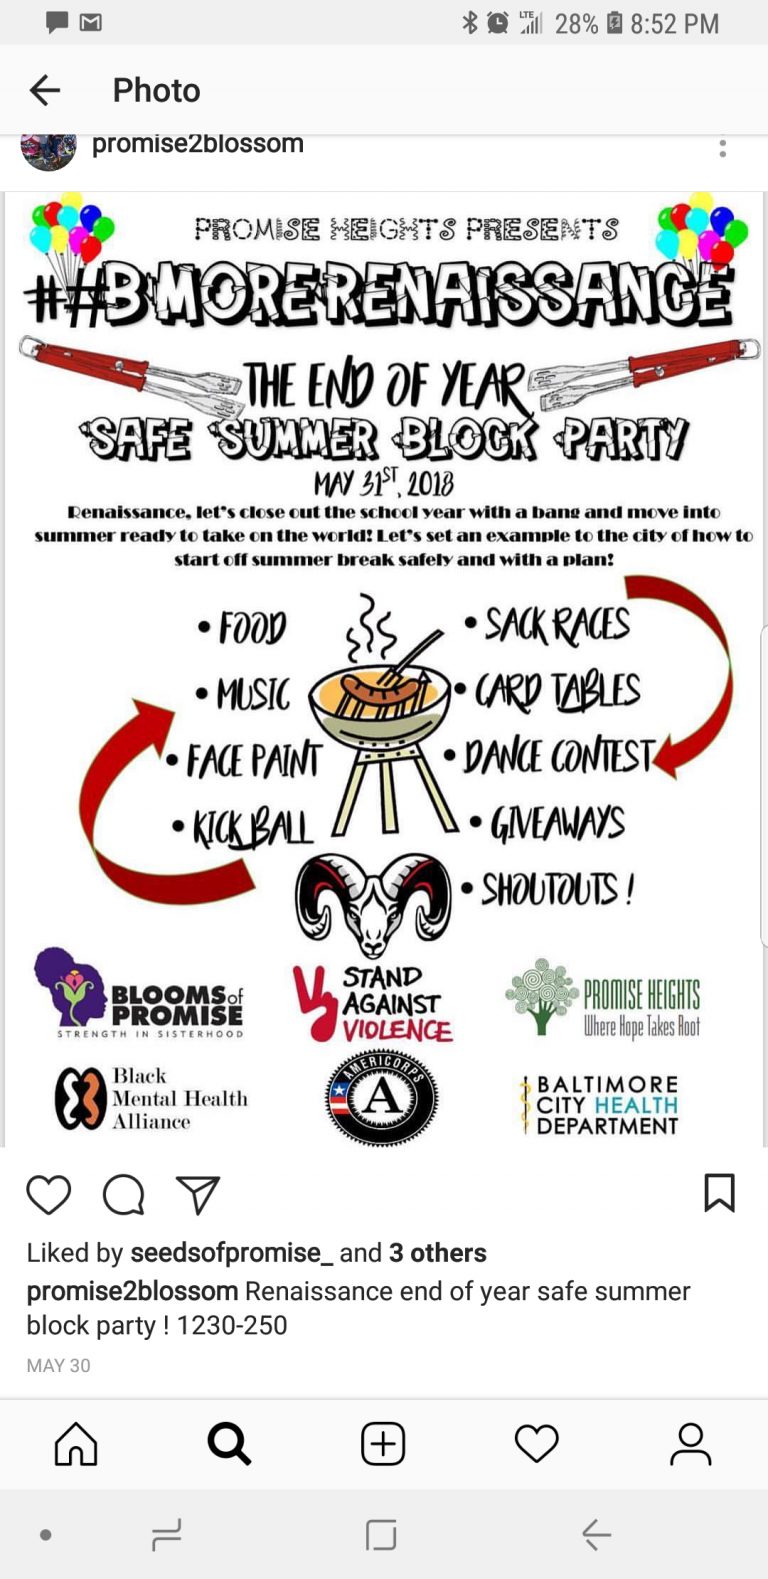 LTE 28% 8:52 PM
Photo
promise2blossom
PROMISE HEIGHTS PRESENTS
##BMORERENAISSANCE
THE END OF YEAR
SAFE SUMMER BLOCK PARTY
MAY 31ST, 2018
Renaissance, let's close out the school year with a bang and move into
summer ready to take on the world! Let's set an example to the city of how to
start off summer break safely and with a plan!
• FOOD
• MUSIC
• FACE PAINT
• KICK BALL
• SACK RACES
• CARD TABLES
• DANCE CONTEST
• GIVEAWAYS
• SHOUTOUTS !
BLOOMS of
PROMISE
STRENGTH IN SISTERHOOD
STAND
AGAINST
VIOLENCE
PROMISE HEIGHTS
Where Hope Takes Root
Black
Mental Health
Alliance
AMERICORPS
A
BALTIMORE
CITY HEALTH
DEPARTMENT
Liked by seedsofpromise_ and 3 others
promise2blossom Renaissance end of year safe summer
block party ! 1230-250
MAY 30